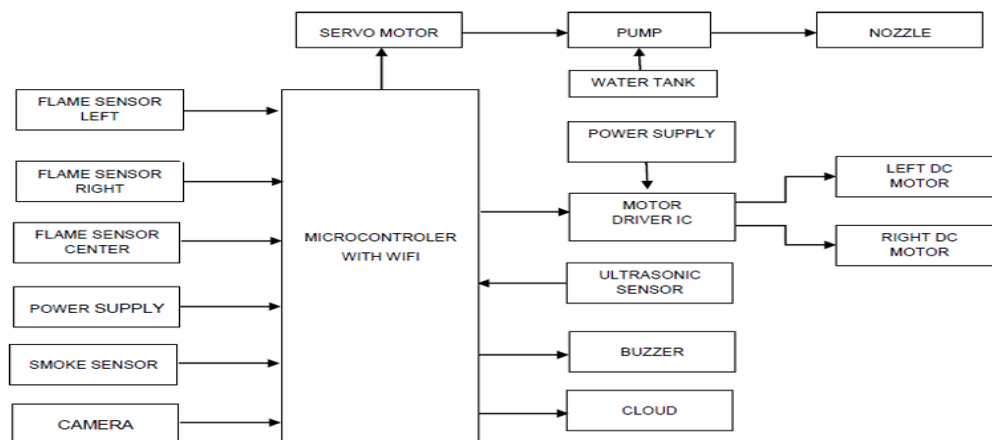 SERVO MOTOR
PUMP
NOZZLE
WATER TANK
FLAME SENSOR
LEFT
FLAME SENSOR
RIGHT
FLAME SENSOR
CENTER
POWER SUPPLY
SMOKE SENSOR
CAMERA
MICROCONTROLER
WITH WIFI
POWER SUPPLY
MOTOR
DRIVER IC
LEFT DC
MOTOR
RIGHT DC
MOTOR
ULTRASONIC
SENSOR
BUZZER
CLOUD